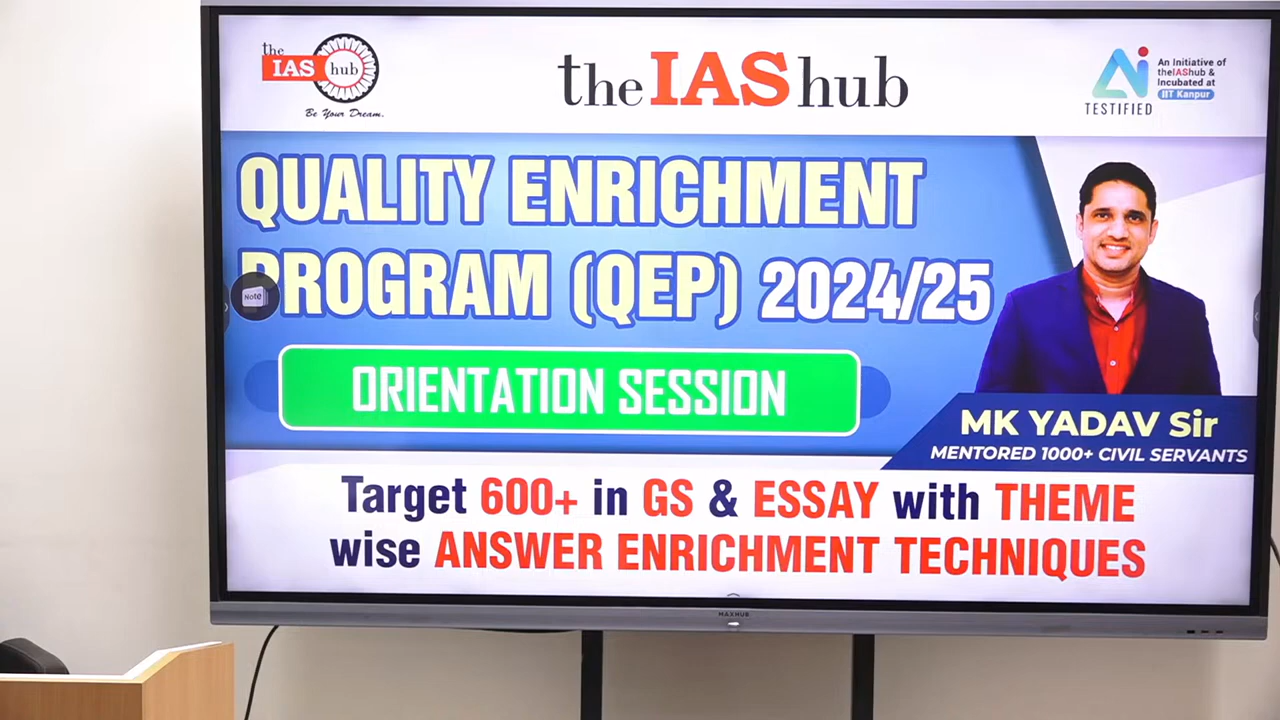 the
IAS hub
Be Your Dream.
the IAS hub
Ai
TESTIFIED
An Initiative of
theIAShub &
Incubated at
IIT Kanpur
QUALITY ENRICHMENT
PROGRAM (QEP) 2024/25
Note
ORIENTATION SESSION
MK YADAV Sir
MENTORED 1000+ CIVIL SERVANTS
Target 600+ in GS & ESSAY with THEME
wise ANSWER ENRICHMENT TECHNIQUES
MAXHUB